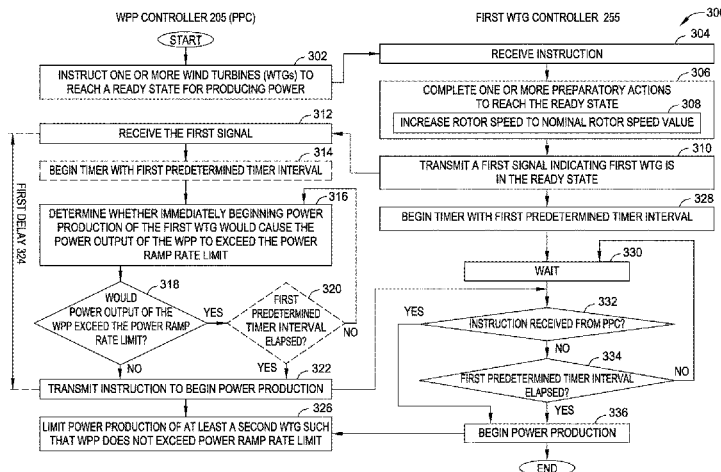 300
WPP CONTROLLER 205 (PPC)
START
302
INSTRUCT ONE OR MORE WIND TURBINES (WTGs) TO
REACH A READY STATE FOR PRODUCING POWER
312
RECEIVE THE FIRST SIGNAL
314
BEGIN TIMER WITH FIRST PREDETERMINED TIMER INTERVAL
316
DETERMINE WHETHER IMMEDIATELY BEGINNING POWER
PRODUCTION OF THE FIRST WTG WOULD CAUSE THE
POWER OUTPUT OF THE WPP TO EXCEED THE POWER
RAMP RATE LIMIT
FIRST DELAY 324
318
WOULD
POWER OUTPUT OF THE
WPP EXCEED THE POWER RAMP
RATE LIMIT?
YES
NO
320
FIRST
PREDETERMINED
TIMER INTERVAL
ELAPSED?
NO
YES
322
TRANSMIT INSTRUCTION TO BEGIN POWER PRODUCTION
326
LIMIT POWER PRODUCTION OF AT LEAST A SECOND WTG SUCH
THAT WPP DOES NOT EXCEED POWER RAMP RATE LIMIT
FIRST WTG CONTROLLER 255
304
RECEIVE INSTRUCTION
306
COMPLETE ONE OR MORE PREPARATORY ACTIONS
TO REACH THE READY STATE
308
INCREASE ROTOR SPEED TO NOMINAL ROTOR SPEED VALUE
310
TRANSMIT A FIRST SIGNAL INDICATING FIRST WTG IS
IN THE READY STATE
328
BEGIN TIMER WITH FIRST PREDETERMINED TIMER INTERVAL
330
WAIT
332
YES
INSTRUCTION RECEIVED FROM PPC?
NO
334
NO
FIRST PREDETERMINED TIMER INTERVAL
ELAPSED?
YES
336
BEGIN POWER PRODUCTION
END